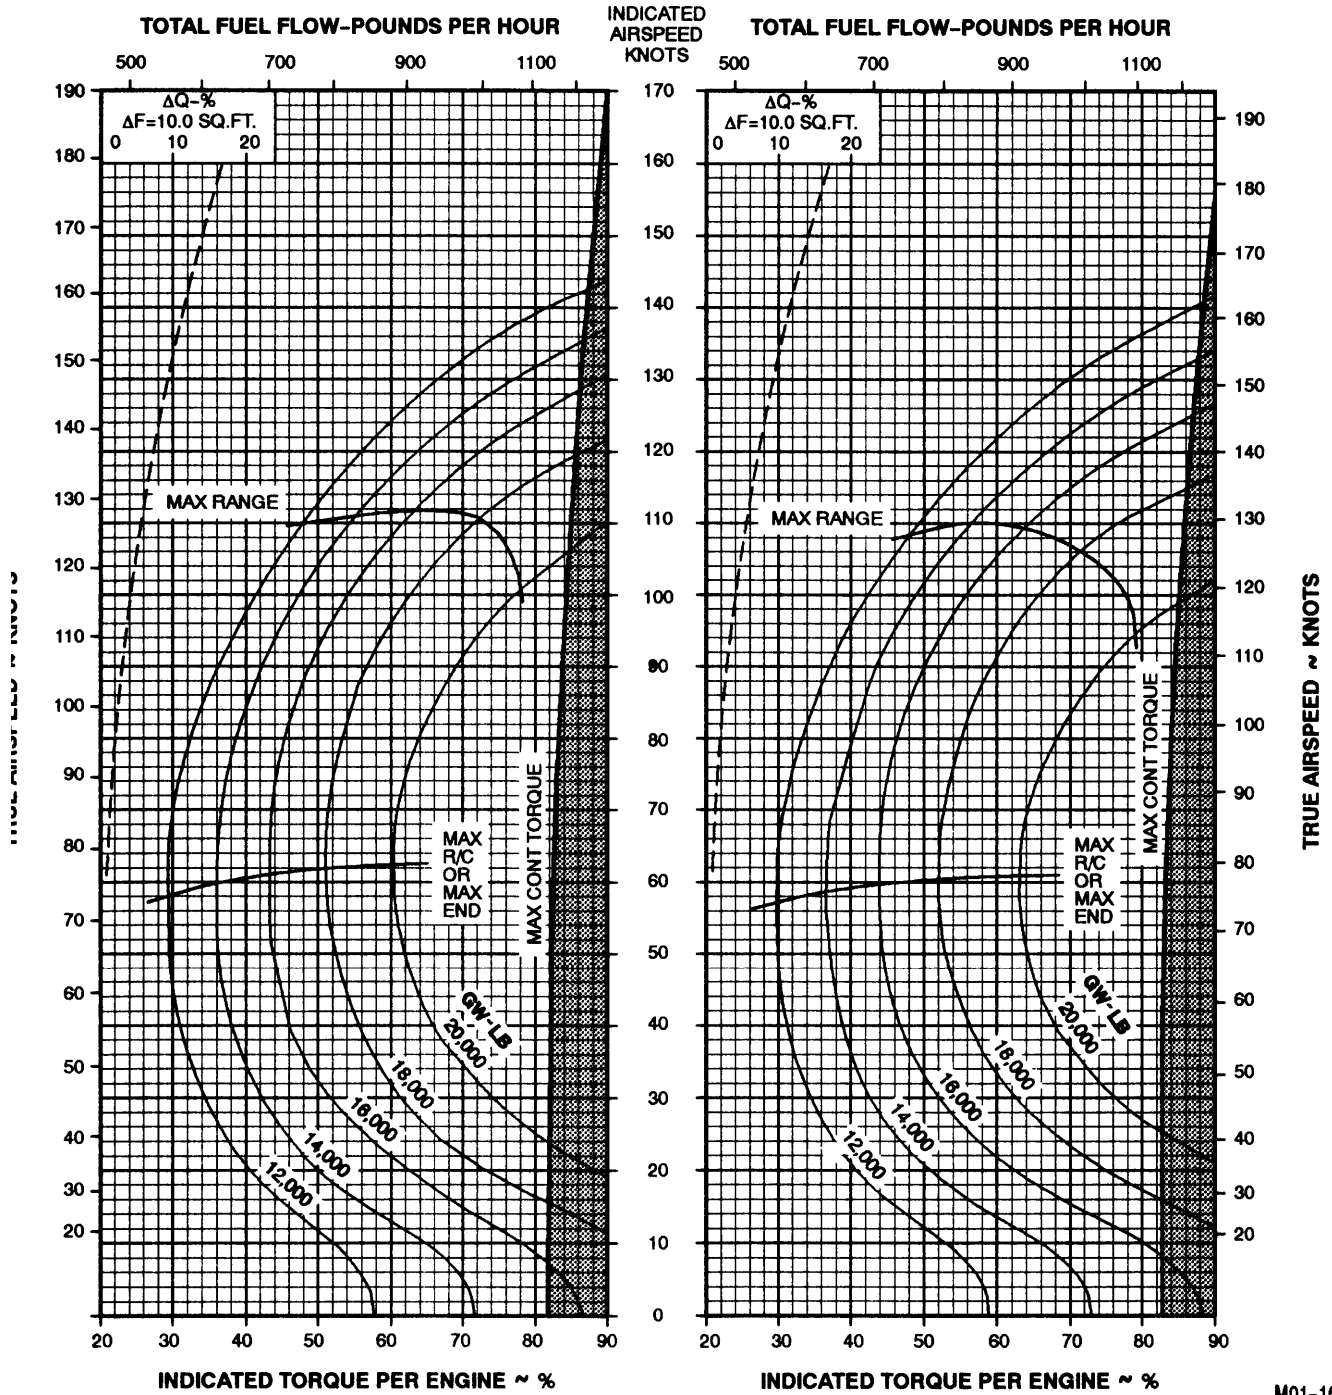 TOTAL FUEL FLOW–POUNDS PER HOUR
INDICATED
AIRSPEED
KNOTS
TOTAL FUEL FLOW–POUNDS PER HOUR
500 700 900 1100
500 700 900 1100
190
180
170
160
150
140
130
120
110
100
90
80
70
60
50
40
30
20
ΔQ–%
ΔF=10.0 SQ.FT.
0 10 20
MAX RANGE
MAX
R/C
OR
MAX
END
MAX CONT TORQUE
GW–LB
20,000
18,000
16,000
14,000
12,000
20 30 40 50 60 70 80 90
INDICATED TORQUE PER ENGINE ~ %
170
160
150
140
130
120
110
100
90
80
70
60
50
40
30
20
10
0
ΔQ–%
ΔF=10.0 SQ.FT.
0 10 20
MAX RANGE
MAX
R/C
OR
MAX
END
MAX CONT TORQUE
GW–LB
20,000
18,000
16,000
14,000
12,000
20 30 40 50 60 70 80 90
INDICATED TORQUE PER ENGINE ~ %
190
180
170
160
150
140
130
120
110
100
90
80
70
60
50
40
30
20
TRUE AIRSPEED ~ KNOTS